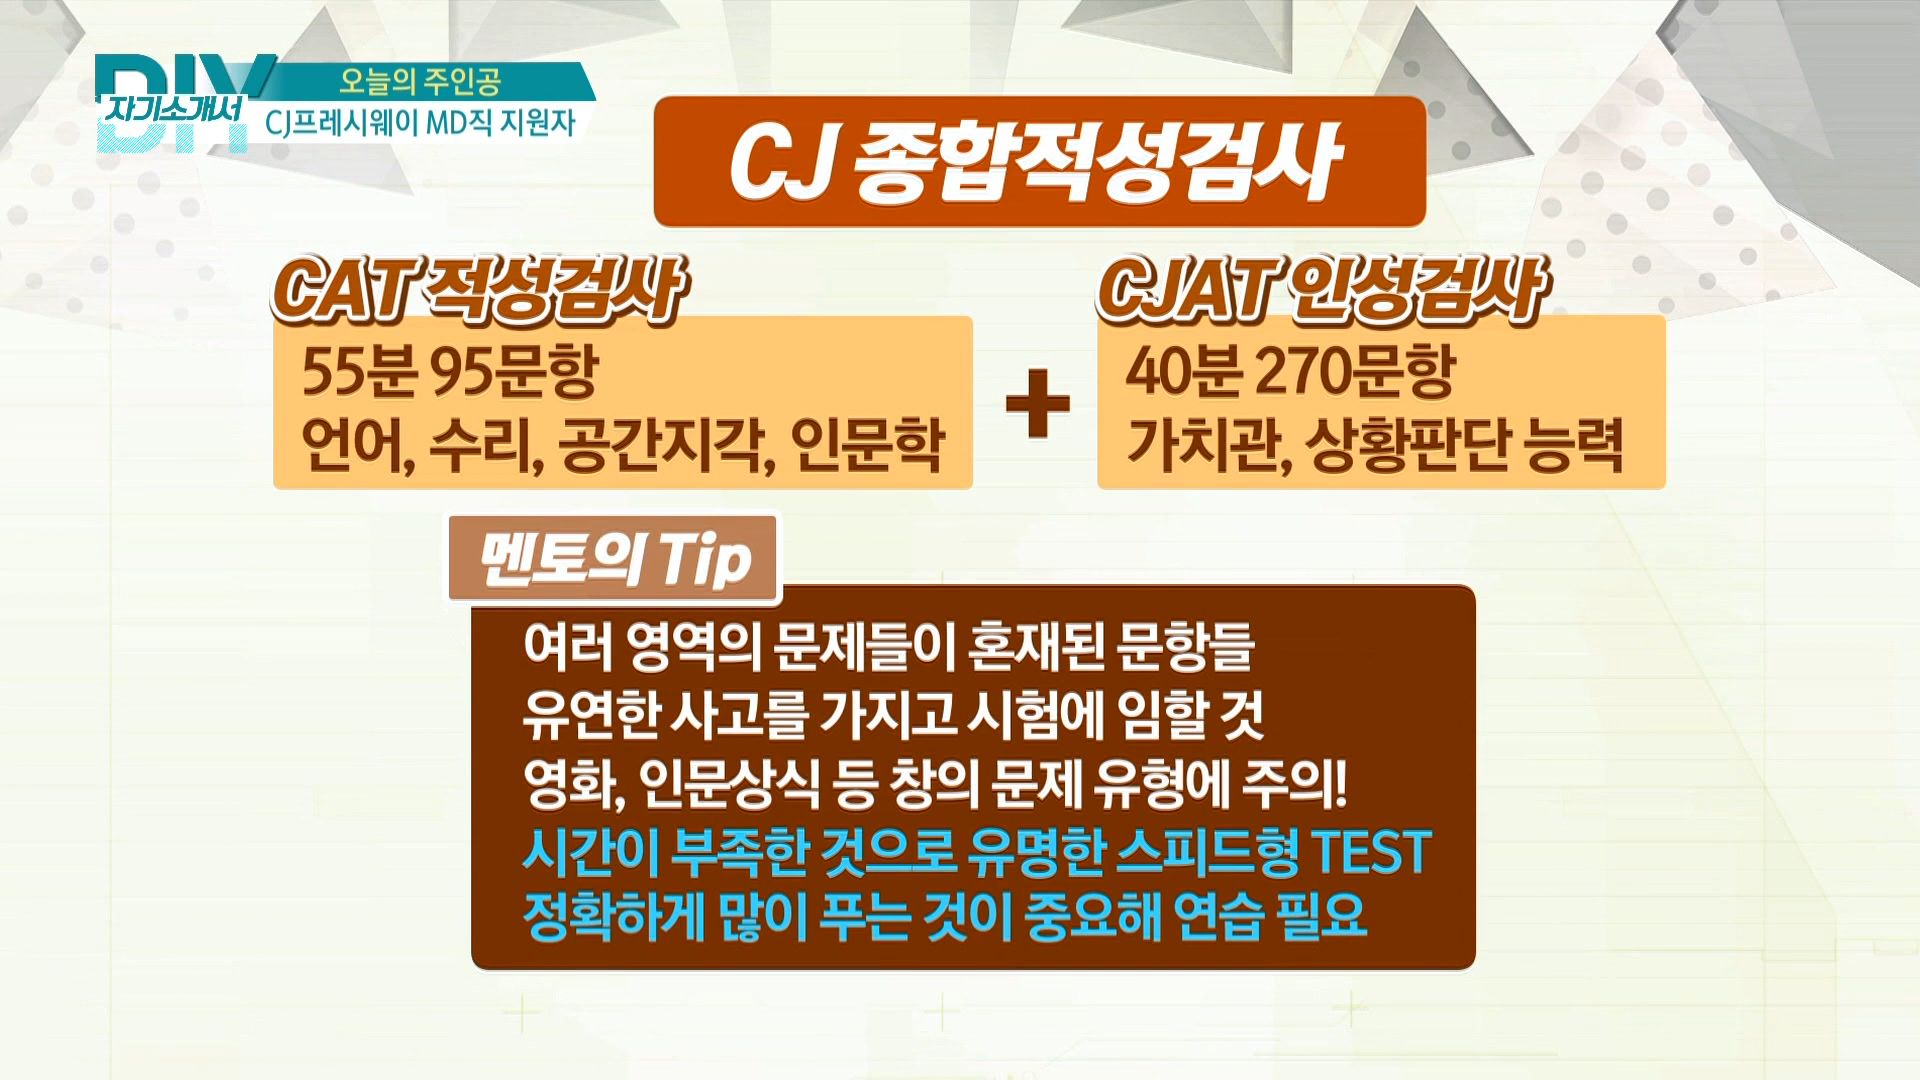 DIY
자기소개서
오늘의 주인공
CJ프레시웨이 MD직 지원자
CJ 종합적성검사
CAT 적성검사
55분 95문항
언어, 수리, 공간지각, 인문학
+
CJAT 인성검사
40분 270문항
가치관, 상황판단 능력
멘토의 Tip
여러 영역의 문제들이 혼재된 문항들
유연한 사고를 가지고 시험에 임할 것
영화, 인문상식 등 창의 문제 유형에 주의!
시간이 부족한 것으로 유명한 스피드형 TEST
정확하게 많이 푸는 것이 중요해 연습 필요